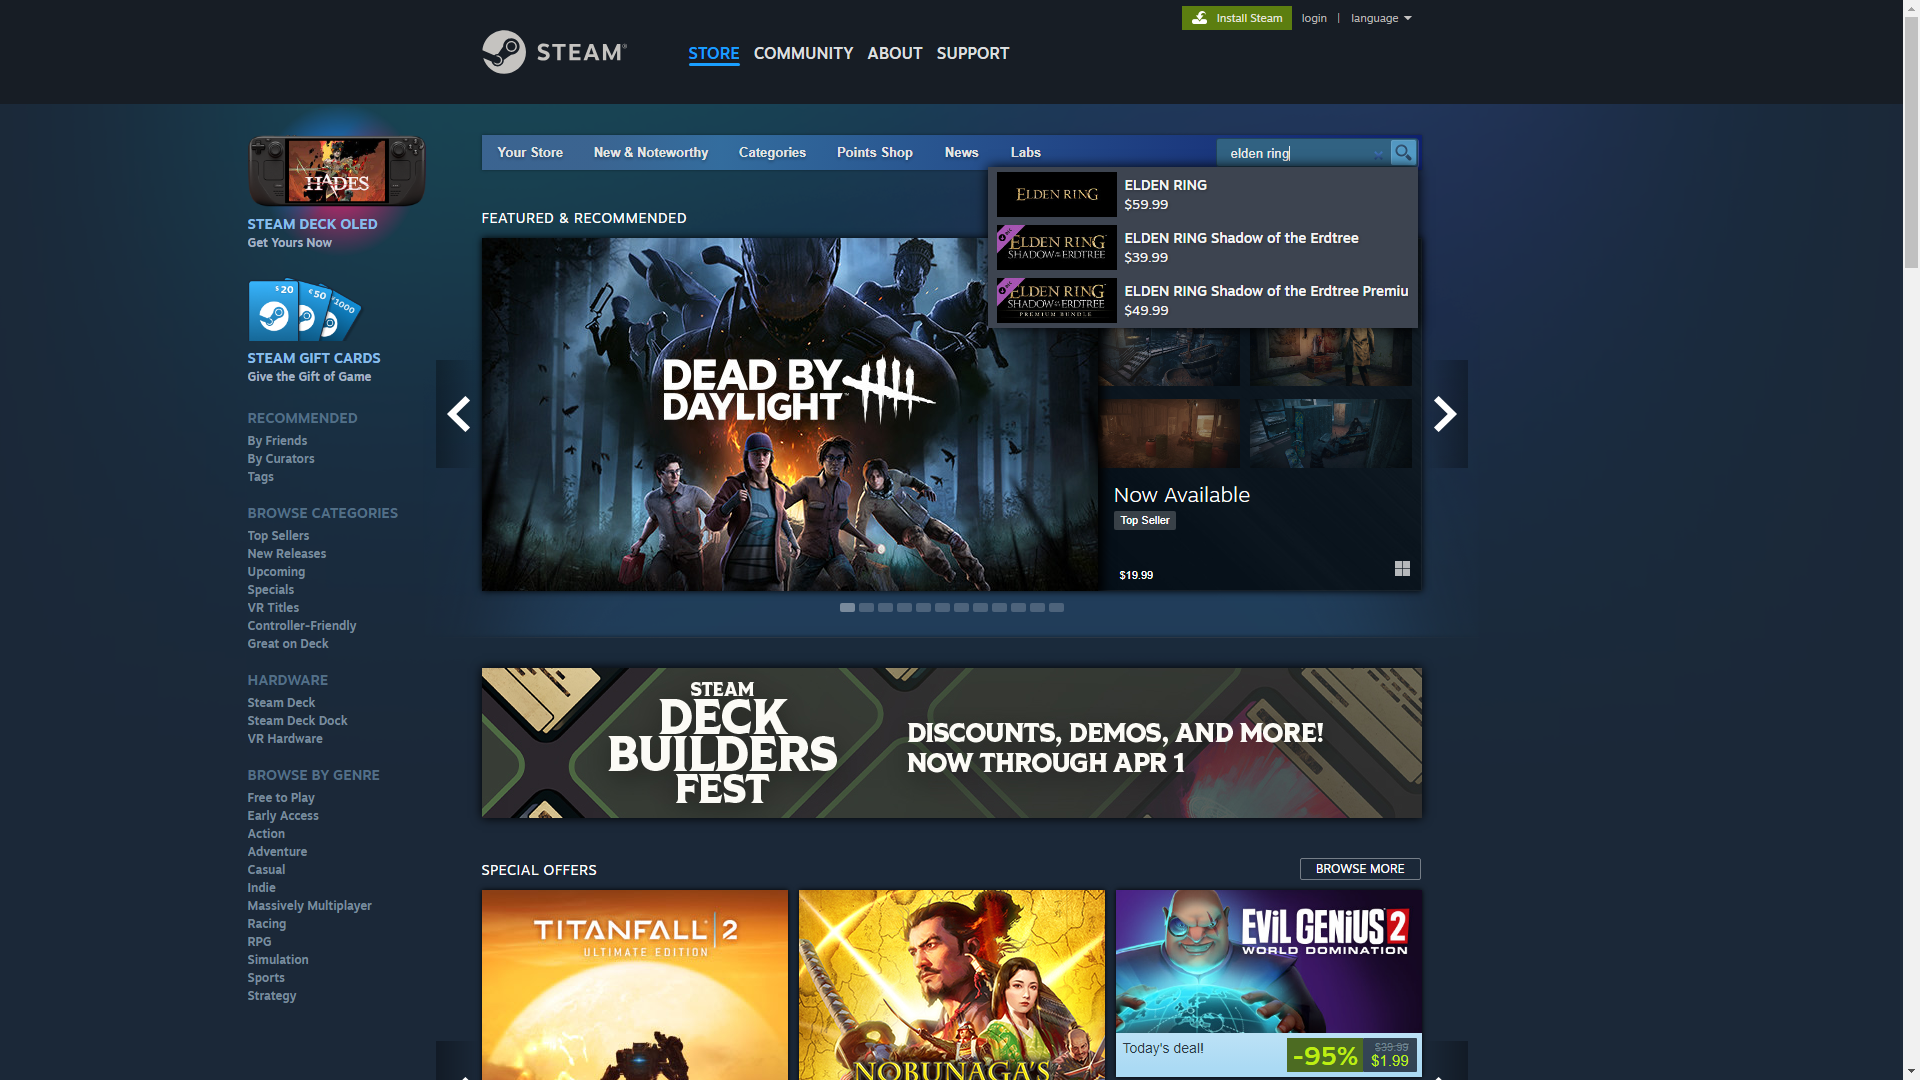 Install Steam
login | language
STEAM
STORE COMMUNITY ABOUT SUPPORT
HADES
STEAM DECK OLED
Get Yours Now
$20 €50 ¥1000
STEAM GIFT CARDS
Give the Gift of Game
RECOMMENDED
By Friends
By Curators
Tags
BROWSE CATEGORIES
Top Sellers
New Releases
Upcoming
Specials
VR Titles
Controller-Friendly
Great on Deck
HARDWARE
Steam Deck
Steam Deck Dock
VR Hardware
BROWSE BY GENRE
Free to Play
Early Access
Action
Adventure
Casual
Indie
Massively Multiplayer
Racing
RPG
Simulation
Sports
Strategy
Your Store New & Noteworthy Categories Points Shop News Labs
elden ring
ELDEN RING
ELDEN RING
$59.99
ELDEN RING
SHADOW OF THE ERDTREE
ELDEN RING Shadow of the Erdtree
$39.99
ELDEN RING
SHADOW OF THE ERDTREE
PREMIUM BUNDLE
ELDEN RING Shadow of the Erdtree Premiu
$49.99
FEATURED & RECOMMENDED
DEAD BY
DAYLIGHT
Now Available
Top Seller
$19.99
STEAM
DECK
BUILDERS
FEST
DISCOUNTS, DEMOS, AND MORE!
NOW THROUGH APR 1
SPECIAL OFFERS
BROWSE MORE
TITANFALL 2
ULTIMATE EDITION
NOBUNAGA'S
EVIL GENIUS 2
WORLD DOMINATION
Today's deal!
-95%
$39.99
$1.99